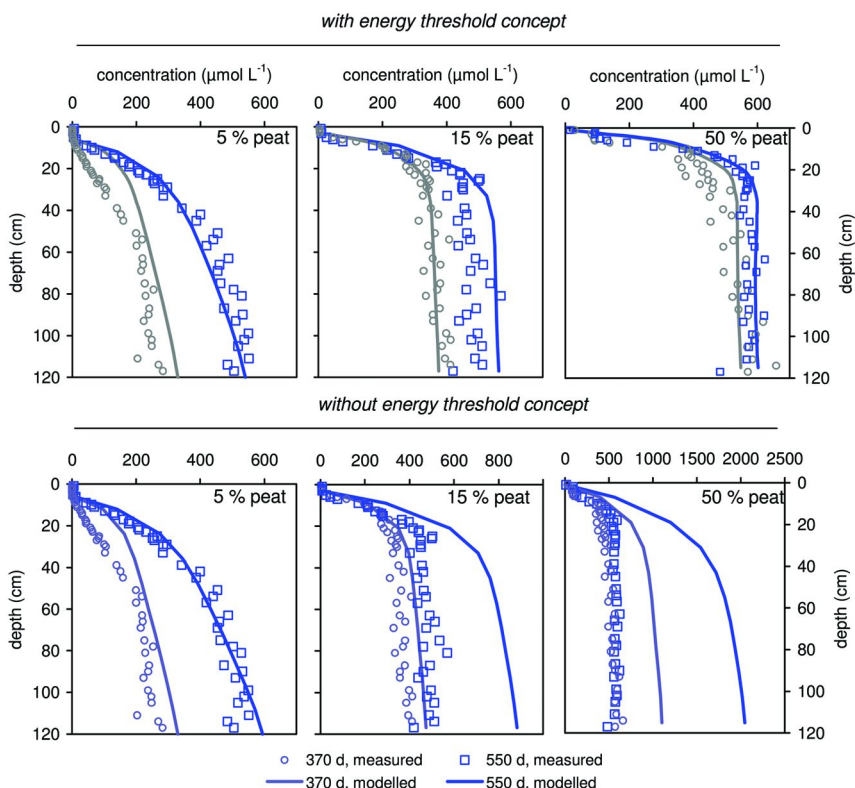 with energy threshold concept
concentration (µmol L-1) concentration (µmol L-1) concentration (µmol L-1)
0 200 400 600 0 200 400 600 0 200 400 600
0 5 % peat 15 % peat 50 % peat 0
20 20
40 40
60 60
80 80
100 100
120 120
depth (cm) depth (cm)
without energy threshold concept
0 200 400 600 0 200 400 600 800 0 500 1000 1500 2000 2500
0 5 % peat 15 % peat 50 % peat 0
20 20
40 40
60 60
80 80
100 100
120 120
depth (cm) depth (cm)
370 d, measured 550 d, measured
370 d, modelled 550 d, modelled